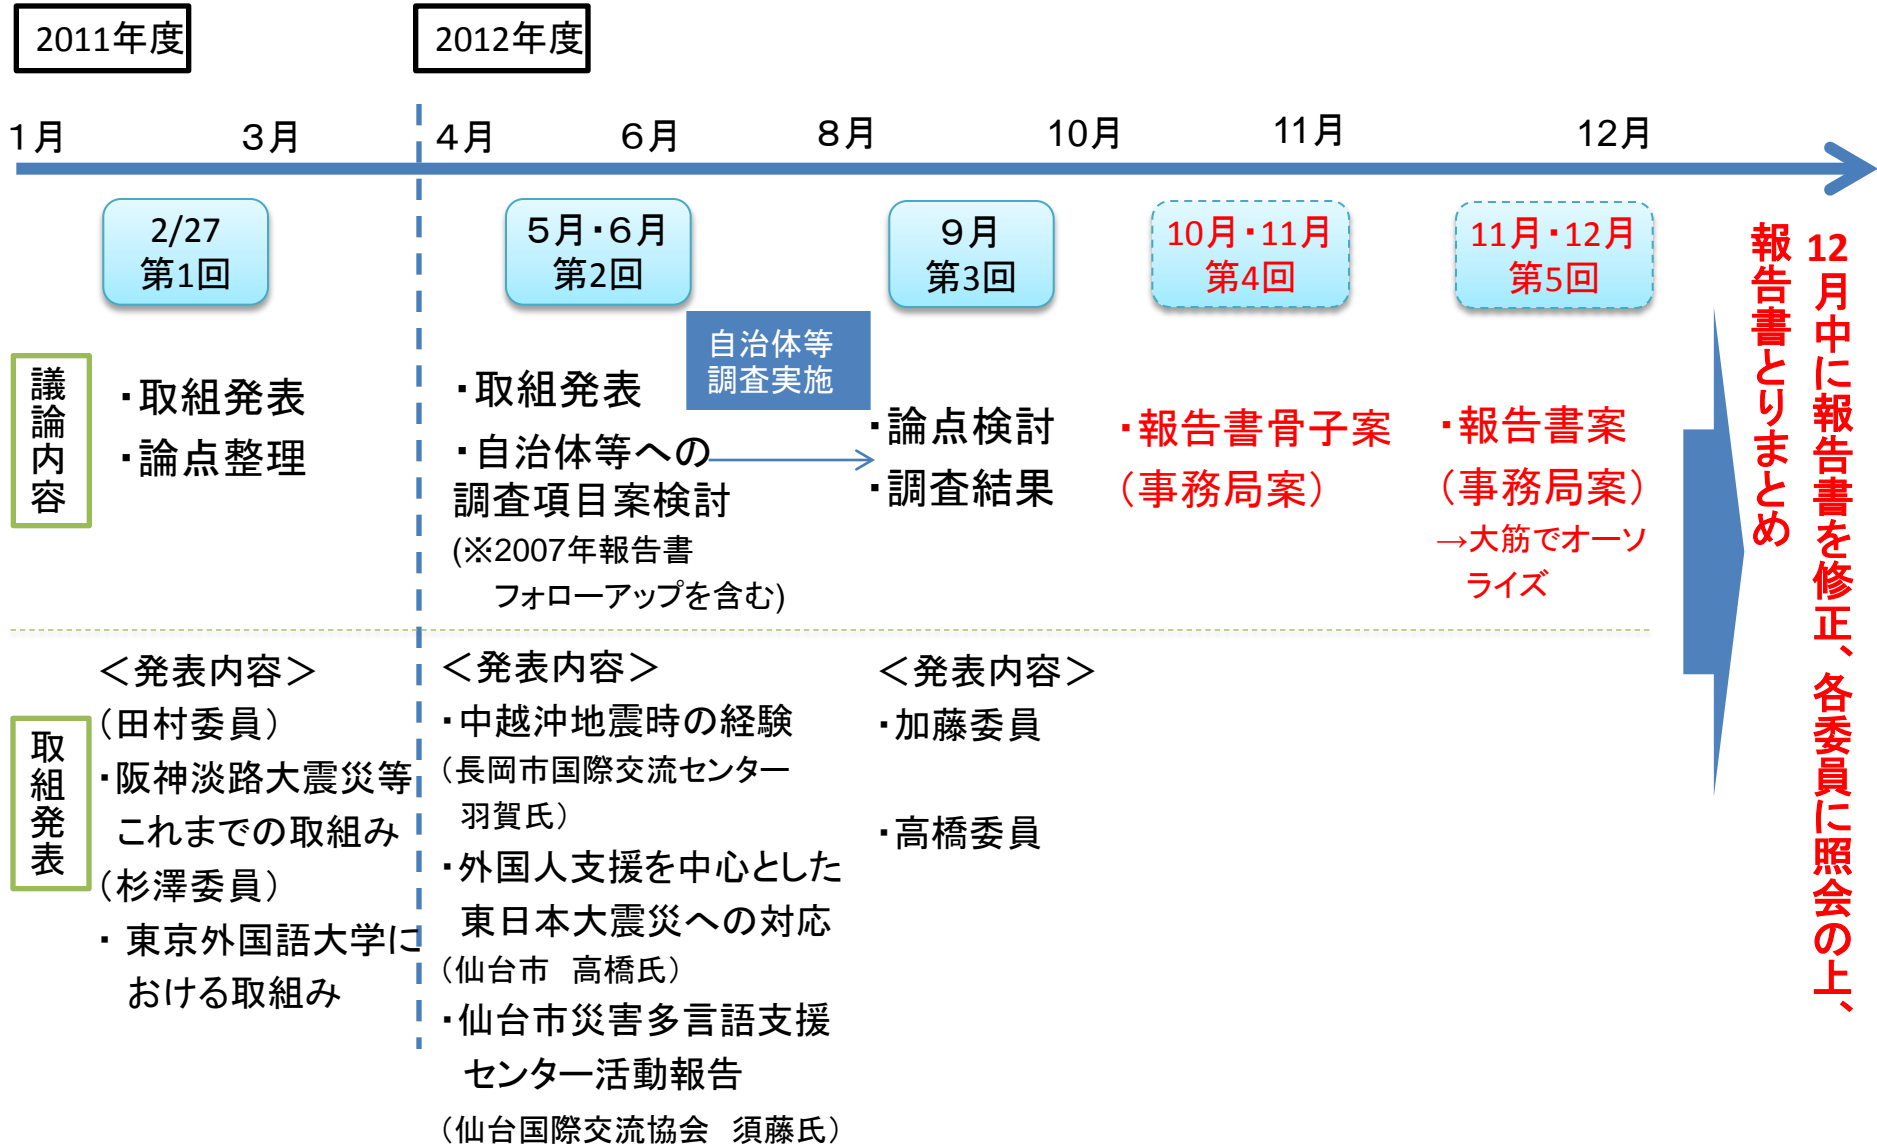 2011年度
2012年度
1月
3月
4月
6月
8月
10月
11月
12月
2/27
第1回
5月・6月
第2回
9月
第3回
10月・11月
第4回
11月・12月
第5回
議論内容
・取組発表
・論点整理
・取組発表
・自治体等への
調査項目案検討
(※2007年報告書
フォローアップを含む)
自治体等
調査実施
・論点検討
・調査結果
・報告書骨子案
（事務局案）
・報告書案
（事務局案）
→大筋でオーソ
ライズ
12月中に報告書を修正、各委員に照会の上、
報告書とりまとめ
取組発表
＜発表内容＞
（田村委員）
・阪神淡路大震災等
これまでの取組み
（杉澤委員）
・ 東京外国語大学に
おける取組み
＜発表内容＞
・中越沖地震時の経験
（長岡市国際交流センター
羽賀氏）
・外国人支援を中心とした
東日本大震災への対応
（仙台市　高橋氏）
・仙台市災害多言語支援
センター活動報告
（仙台国際交流協会　須藤氏）
＜発表内容＞
・加藤委員
・高橋委員